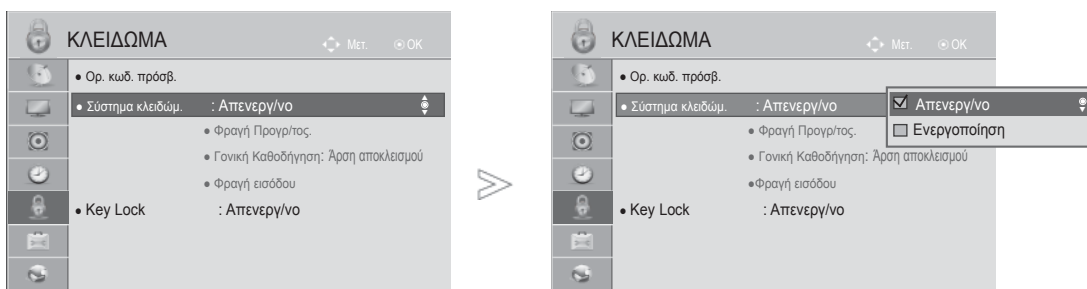 ΚΛΕΙΔΩΜΑ Μετ. OK
• Ορ. κωδ. πρόσβ.
• Σύστημα κλειδώμ. : Απενεργ/νο
• Φραγή Προγρ/τος.
• Γονική Καθοδήγηση: Άρση αποκλεισμού
• Φραγή εισόδου
• Key Lock : Απενεργ/νο
ΚΛΕΙΔΩΜΑ Μετ. OK
• Ορ. κωδ. πρόσβ.
• Σύστημα κλειδώμ. : Απενεργ/νο
Απενεργ/νο
Ενεργοποίηση
• Φραγή Προγρ/τος.
• Γονική Καθοδήγηση: Άρση αποκλεισμού
•Φραγή εισόδου
• Key Lock : Απενεργ/νο